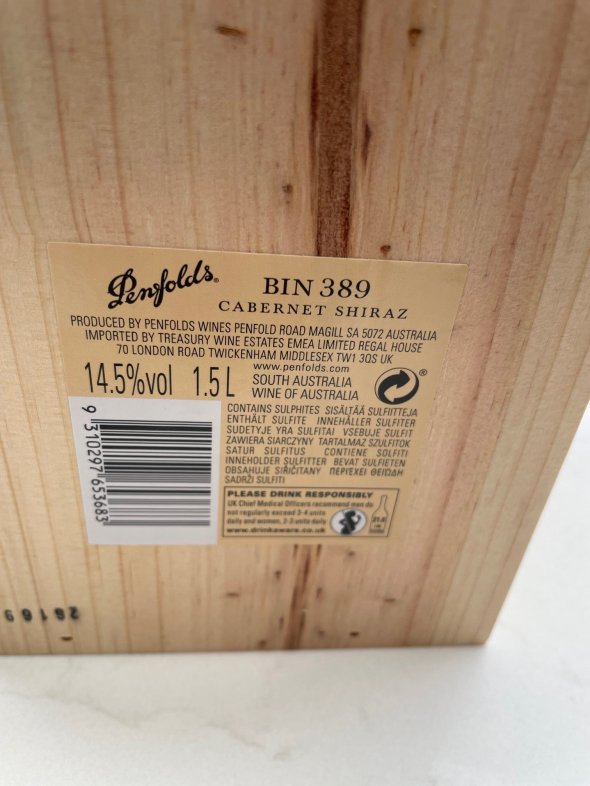 Penfolds®
BIN 389
CABERNET SHIRAZ
PRODUCED BY PENFOLDS WINES PENFOLD ROAD MAGILL SA 5072 AUSTRALIA
IMPORTED BY TREASURY WINE ESTATES EMEA LIMITED REGAL HOUSE
70 LONDON ROAD TWICKENHAM MIDDLESEX TW1 3QS UK
www.penfolds.com
14.5%vol 1.5 L
SOUTH AUSTRALIA
WINE OF AUSTRALIA
®
CONTAINS SULPHITES SISÄLTÄÄ SULFIITTEJA
ENTHÄLT SULFITE INNEHÅLLER SULFITER
SUDETYJE YRA SULFITAI VSEBUJE SULFIT
ZAWIERA SIARCZYNY TARTALMAZ SZULFITOK
SATUR SULFITUS CONTIENE SOLFITI
INNEHOLDER SULFITTER BEVAT SULFIETEN
OBSAHUJE SIŘIČITANY ΠΕΡΙΕΧΕΙ ΘΕΙΩΔΗ
SADRŽI SULFITI
9 310297 653683
PLEASE DRINK RESPONSIBLY
UK Chief Medical Officers recommend men do
not regularly exceed 3-4 units
daily and women, 2-3 units daily
www.drinkaware.co.uk